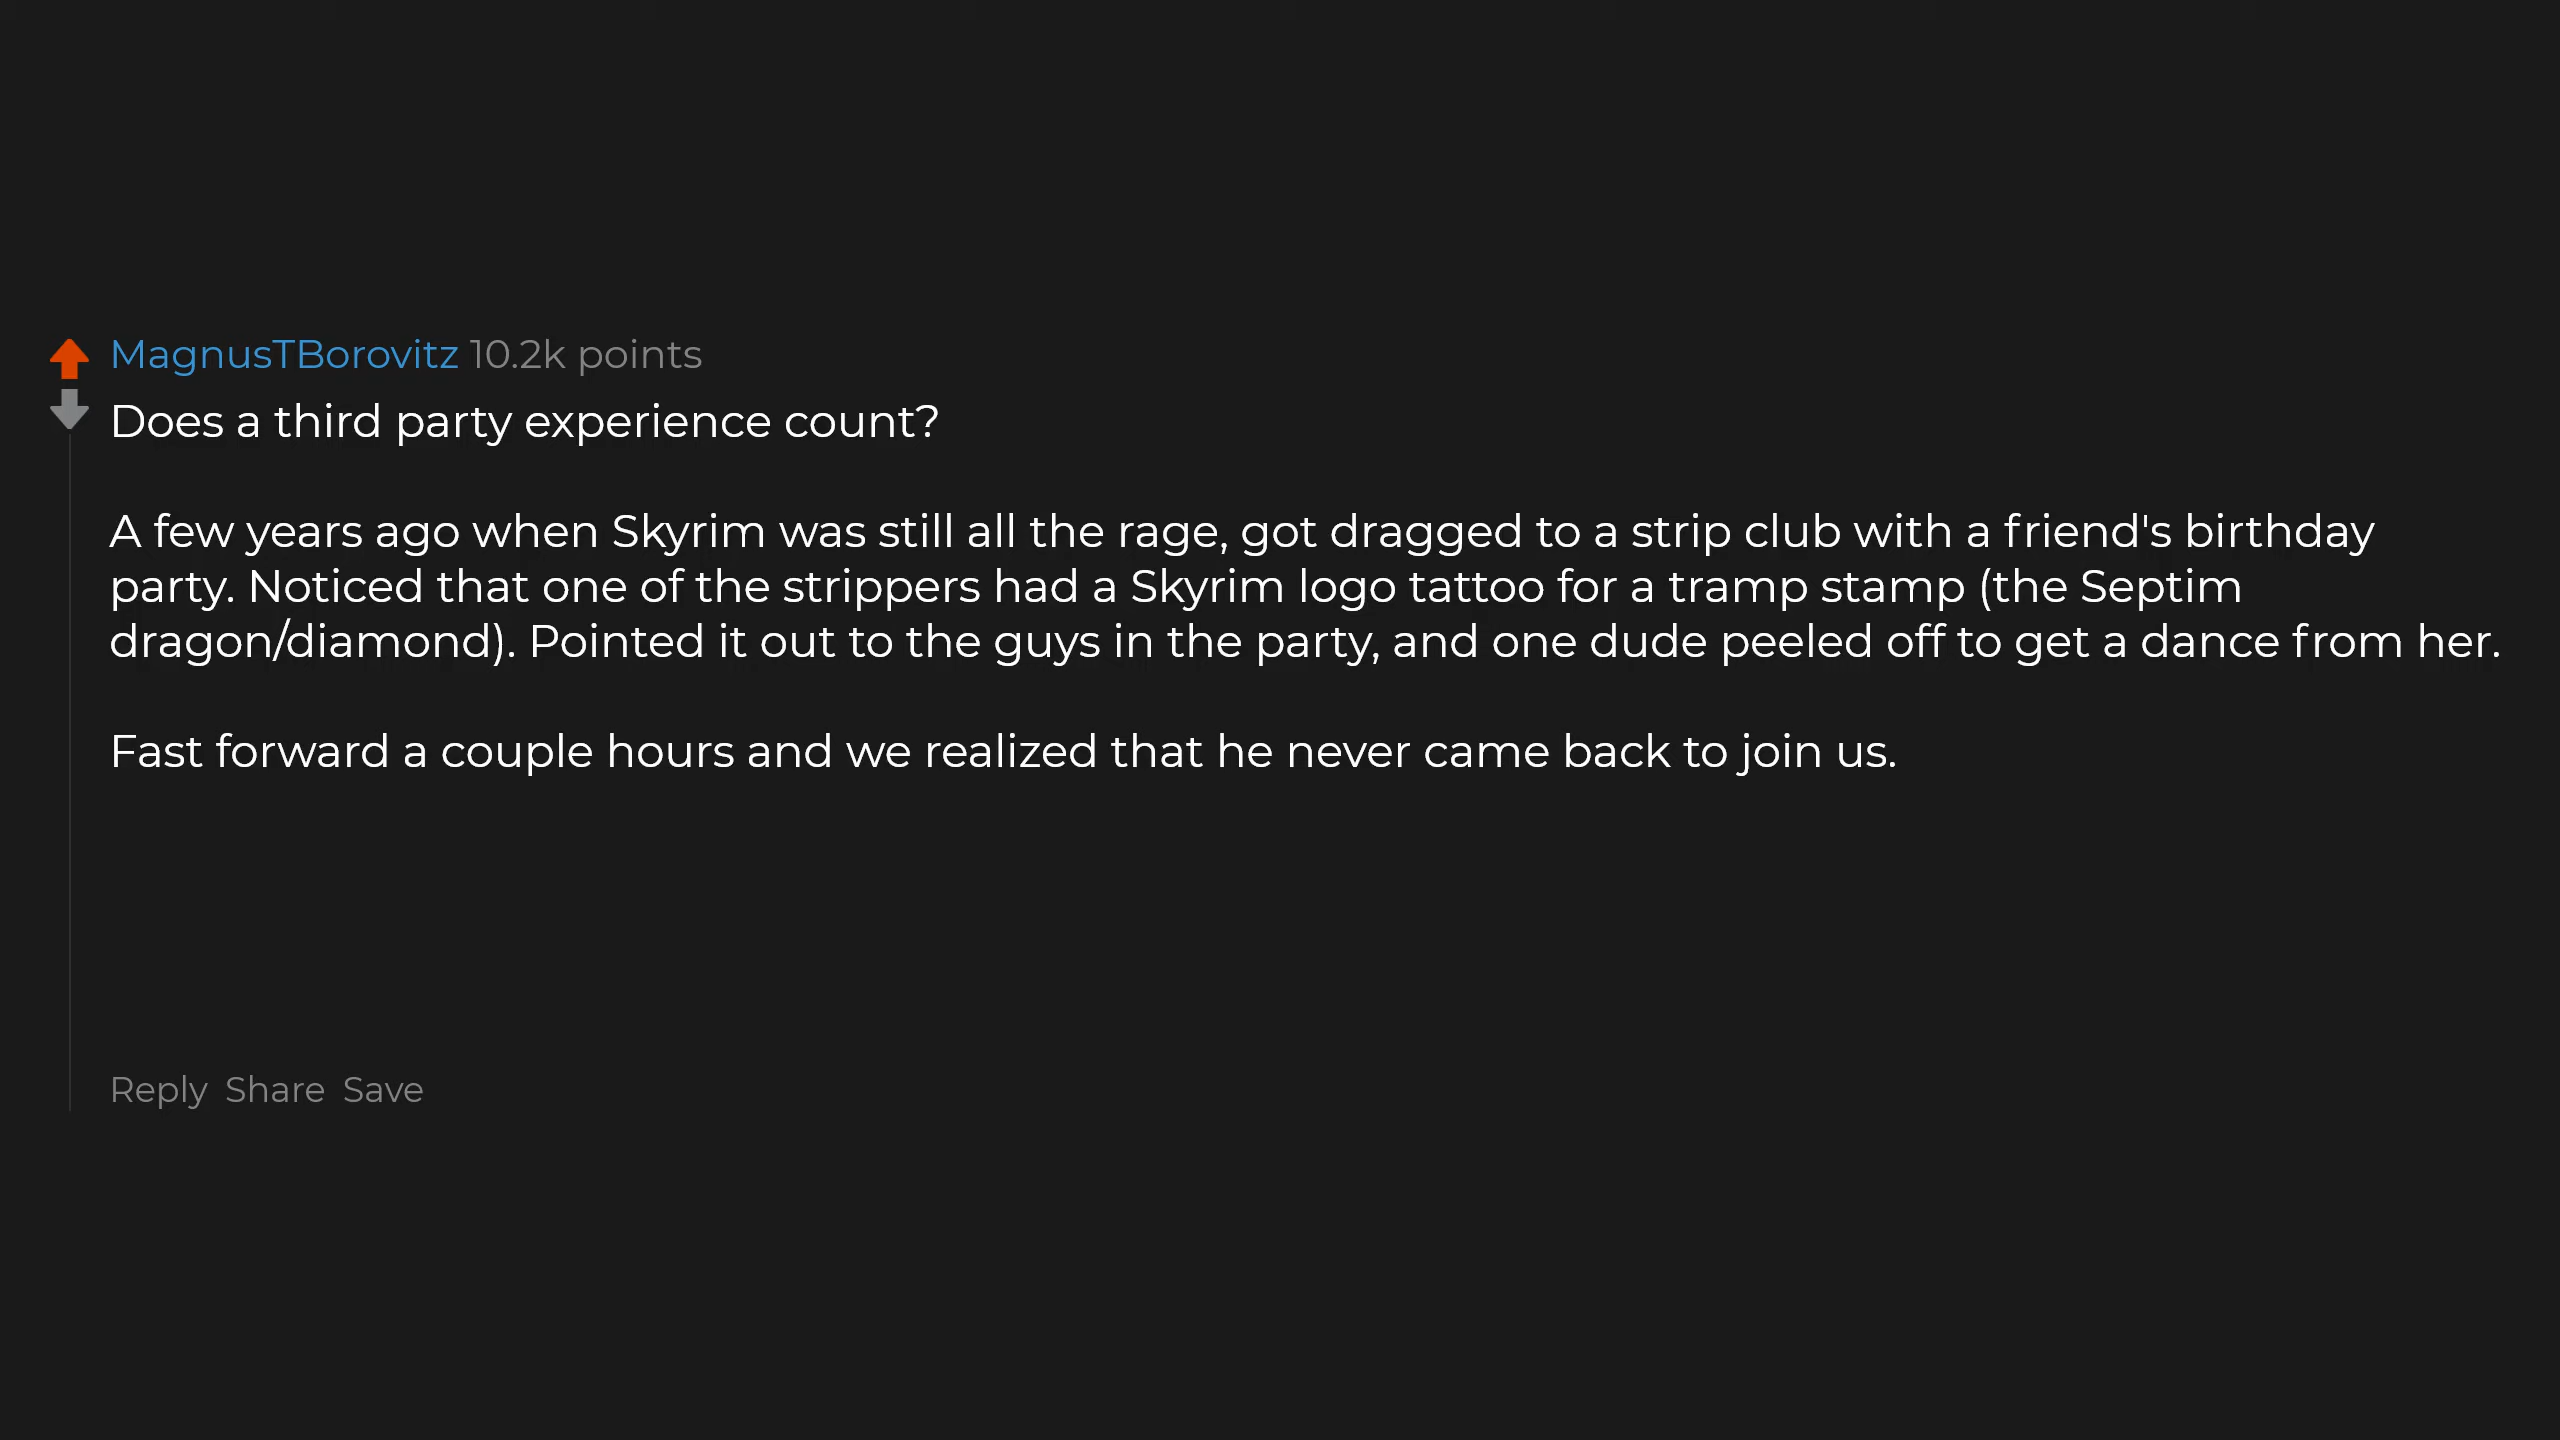 MagnusTBorovitz 10.2k points
Does a third party experience count?
A few years ago when Skyrim was still all the rage, got dragged to a strip club with a friend's birthday
party. Noticed that one of the strippers had a Skyrim logo tattoo for a tramp stamp (the Septim
dragon/diamond). Pointed it out to the guys in the party, and one dude peeled off to get a dance from her.
Fast forward a couple hours and we realized that he never came back to join us.
Reply Share Save